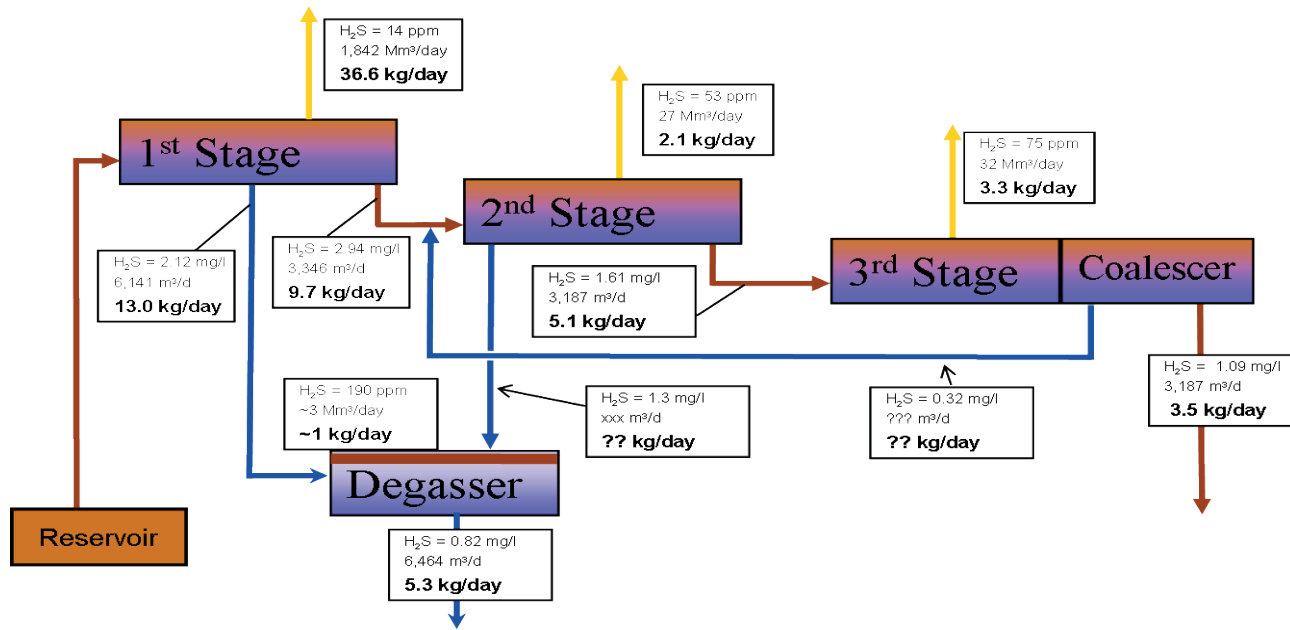 H₂S = 14 ppm
1,842 Mm³/day
36.6 kg/day
H₂S = 53 ppm
27 Mm³/day
2.1 kg/day
H₂S = 75 ppm
32 Mm³/day
3.3 kg/day
1st Stage
2nd Stage
3rd Stage
Coalescer
H₂S = 2.12 mg/l
6,141 m³/d
13.0 kg/day
H₂S = 2.94 mg/l
3,346 m³/d
9.7 kg/day
H₂S = 1.61 mg/l
3,187 m³/d
5.1 kg/day
H₂S = 190 ppm
~3 Mm³/day
~1 kg/day
H₂S = 1.3 mg/l
xxx m³/d
?? kg/day
H₂S = 0.32 mg/l
??? m³/d
?? kg/day
H₂S = 1.09 mg/l
3,187 m³/d
3.5 kg/day
Degasser
Reservoir
H₂S = 0.82 mg/l
6,464 m³/d
5.3 kg/day